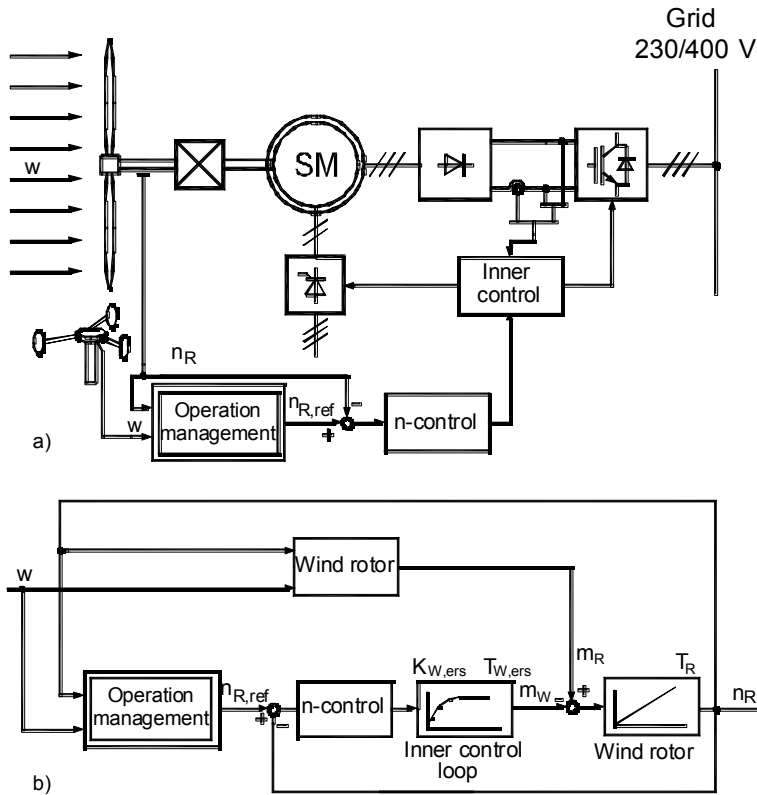 Grid
230/400 V
w
SM
Inner
control
n_R
Operation
management
n_R,ref
-
+
n-control
w
a)
w
Wind rotor
K_W,ers
T_W,ers
m_R
T_R
Operation
management
n_R,ref
+
-
n-control
m_W
-
+
n_R
Inner control
loop
Wind rotor
b)